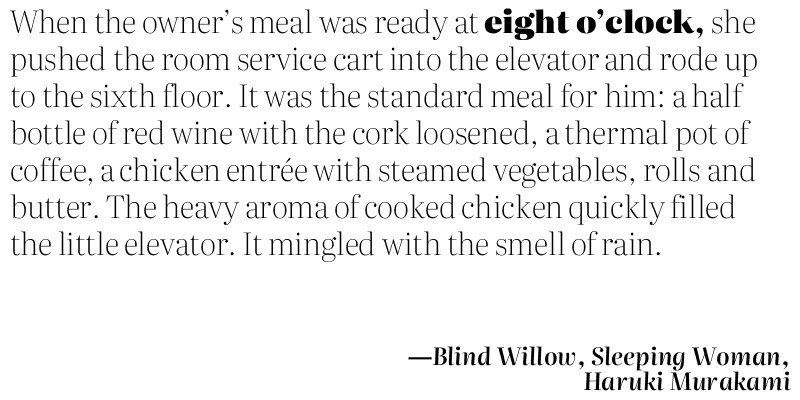 When the owner’s meal was ready at eight o’clock, she
pushed the room service cart into the elevator and rode up
to the sixth floor. It was the standard meal for him: a half
bottle of red wine with the cork loosened, a thermal pot of
coffee, a chicken entrée with steamed vegetables, rolls and
butter. The heavy aroma of cooked chicken quickly filled
the little elevator. It mingled with the smell of rain.
—Blind Willow, Sleeping Woman,
Haruki Murakami